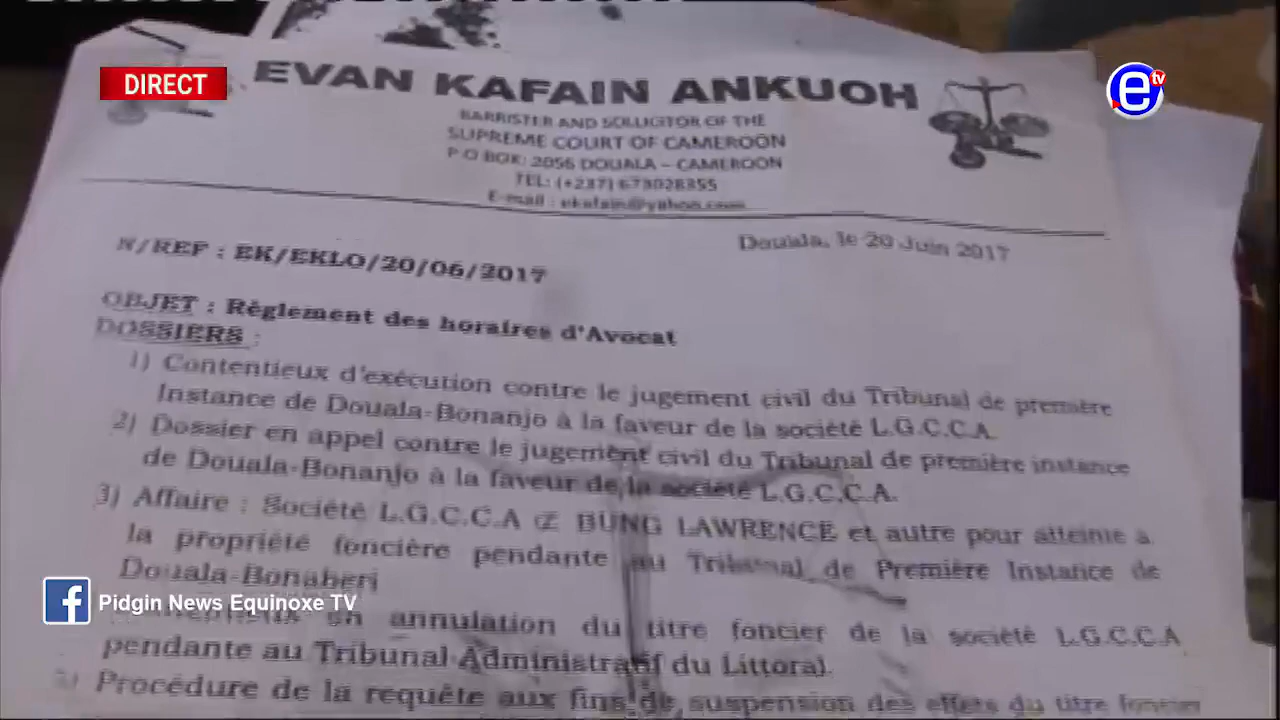 DIRECT
e tv
EVAN KAFAIN ANKUOH
BARRISTER AND SOLLICITOR OF THE
SUPREME COURT OF CAMEROON
P O BOX: 2056 DOUALA – CAMEROON
TEL: (+237) 673028355
E-mail : ekafain@yahoo.com
Douala, le 20 Juin 2017
N/REF : EK/EKLO/20/06/2017
OBJET : Règlement des horaires d'Avocat
DOSSIERS :
1) Contentieux d'exécution contre le jugement civil du Tribunal de première
Instance de Douala-Bonanjo à la faveur de la société L.G.C.C.A.
2) Dossier en appel contre le jugement civil du Tribunal de première instance
de Douala-Bonanjo à la faveur de la société L.G.C.C.A.
3) Affaire : Société L.G.C.C.A C/ BUNG LAWRENCE et autre pour atteinte à
la propriété foncière pendante au Tribunal de Première Instance de
Douala-Bonaberi
en annulation du titre foncier de la société L.G.C.C.A
pendante au Tribunal Administratif du Littoral.
5) Procédure de la requête aux fins de suspension des effets du titre foncier
Pidgin News Equinoxe TV